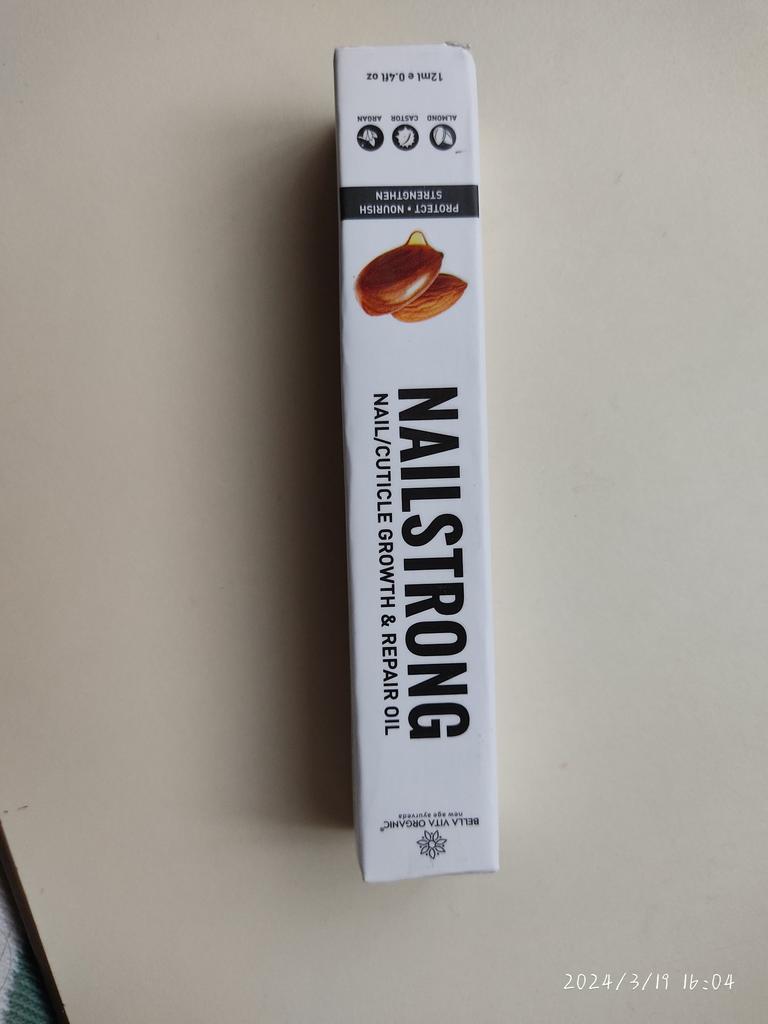 BELLA VITA ORGANIC®
new age ayurveda
NAILSTRONG
NAIL/CUTICLE GROWTH & REPAIR OIL
PROTECT • NOURISH
STRENGTHEN
ALMOND CASTOR ARGAN
12ml e 0.4fl oz
2024/3/19 16:04